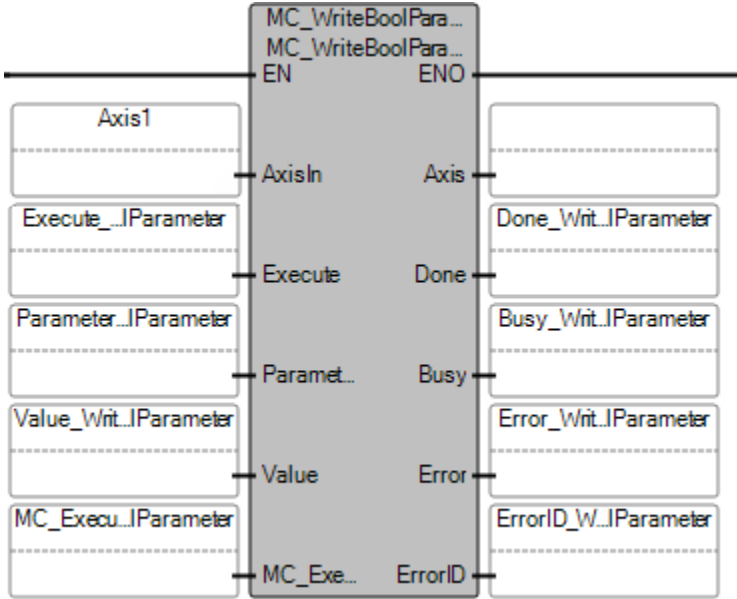 MC_WriteBoolPara...
MC_WriteBoolPara...
EN ENO
Axis1
AxisIn Axis
Execute_...lParameter Done_Writ...lParameter
Execute Done
Parameter...lParameter Busy_Writ...lParameter
Paramet... Busy
Value_Writ...lParameter Error_Writ...lParameter
Value Error
MC_Execu...lParameter ErrorID_W...lParameter
MC_Exe... ErrorID